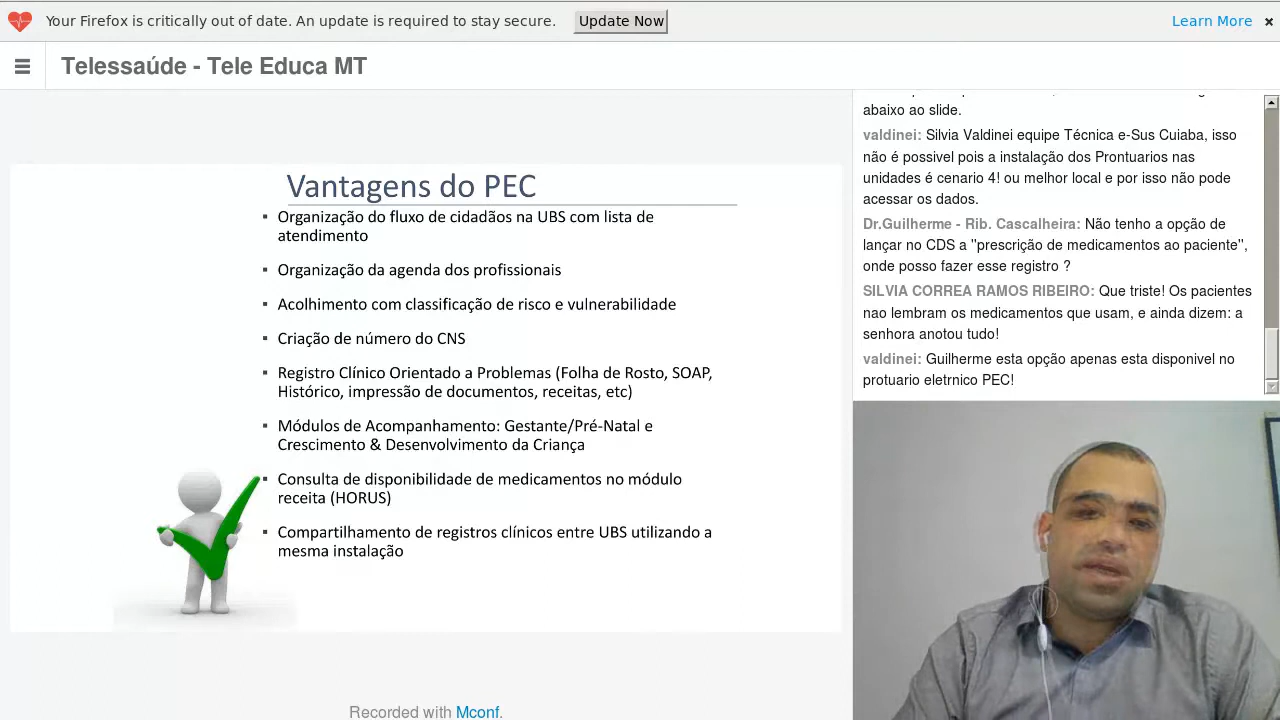 Your Firefox is critically out of date. An update is required to stay secure. Update Now Learn More ×
Telessaúde - Tele Educa MT
Vantagens do PEC
▪ Organização do fluxo de cidadãos na UBS com lista de
atendimento
▪ Organização da agenda dos profissionais
▪ Acolhimento com classificação de risco e vulnerabilidade
▪ Criação de número do CNS
▪ Registro Clínico Orientado a Problemas (Folha de Rosto, SOAP,
Histórico, impressão de documentos, receitas, etc)
▪ Módulos de Acompanhamento: Gestante/Pré-Natal e
Crescimento & Desenvolvimento da Criança
▪ Consulta de disponibilidade de medicamentos no módulo
receita (HORUS)
▪ Compartilhamento de registros clínicos entre UBS utilizando a
mesma instalação
Recorded with Mconf.
abaixo ao slide.
valdinei: Silvia Valdinei equipe Técnica e-Sus Cuiaba, isso
não é possivel pois a instalação dos Prontuarios nas
unidades é cenario 4! ou melhor local e por isso não pode
acessar os dados.
Dr.Guilherme - Rib. Cascalheira: Não tenho a opção de
lançar no CDS a "prescrição de medicamentos ao paciente",
onde posso fazer esse registro ?
SILVIA CORREA RAMOS RIBEIRO: Que triste! Os pacientes
nao lembram os medicamentos que usam, e ainda dizem: a
senhora anotou tudo!
valdinei: Guilherme esta opção apenas esta disponivel no
protuario eletrnico PEC!